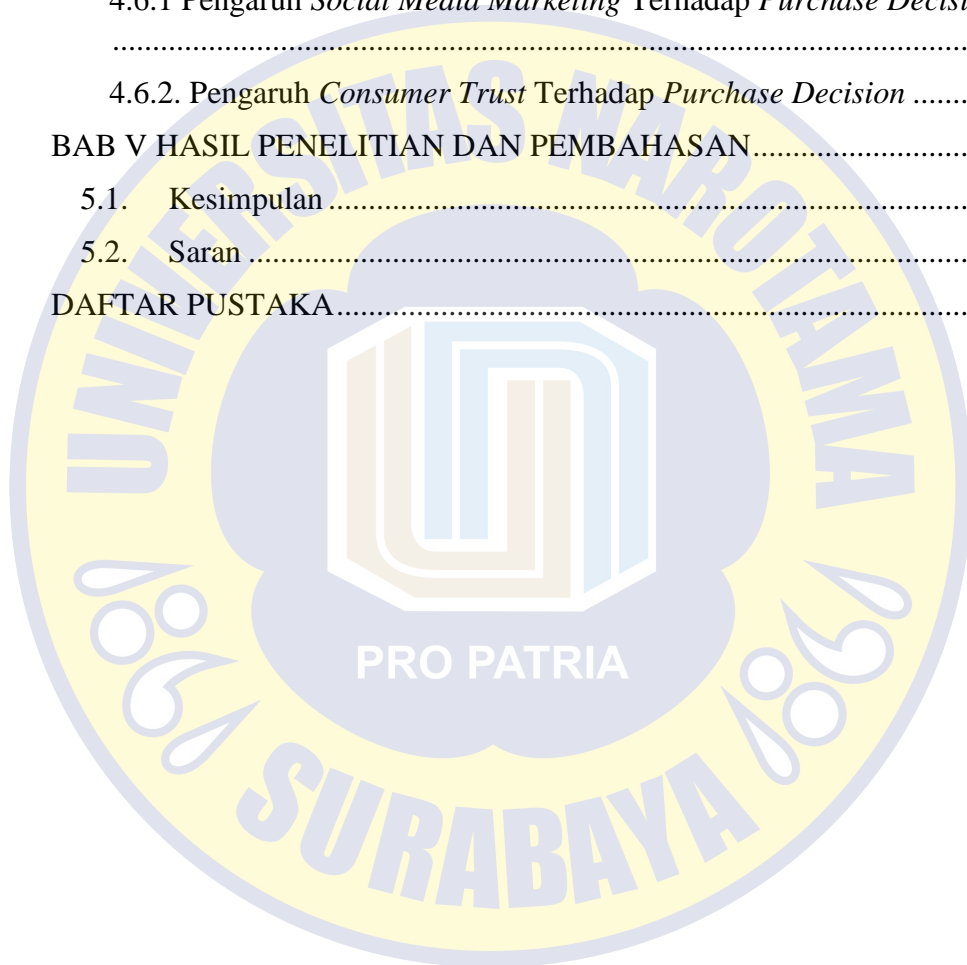 4.6.1 Pengaruh Social Media Marketing Terhadap Purchase
....................................................................................................
4.6.2. Pengaruh Consumer Trust Terhadap Purchase Decision .......
BAB V HASIL PENELITIAN DAN PEMBAHASAN...........................
5.1. Kesimpulan ................................................................................
5.2. Saran ..........................................................................................
DAFTAR PUSTAKA...............................................................................
UNIVERSITAS NAROTAMA
PRO PATRIA
SURABAYA